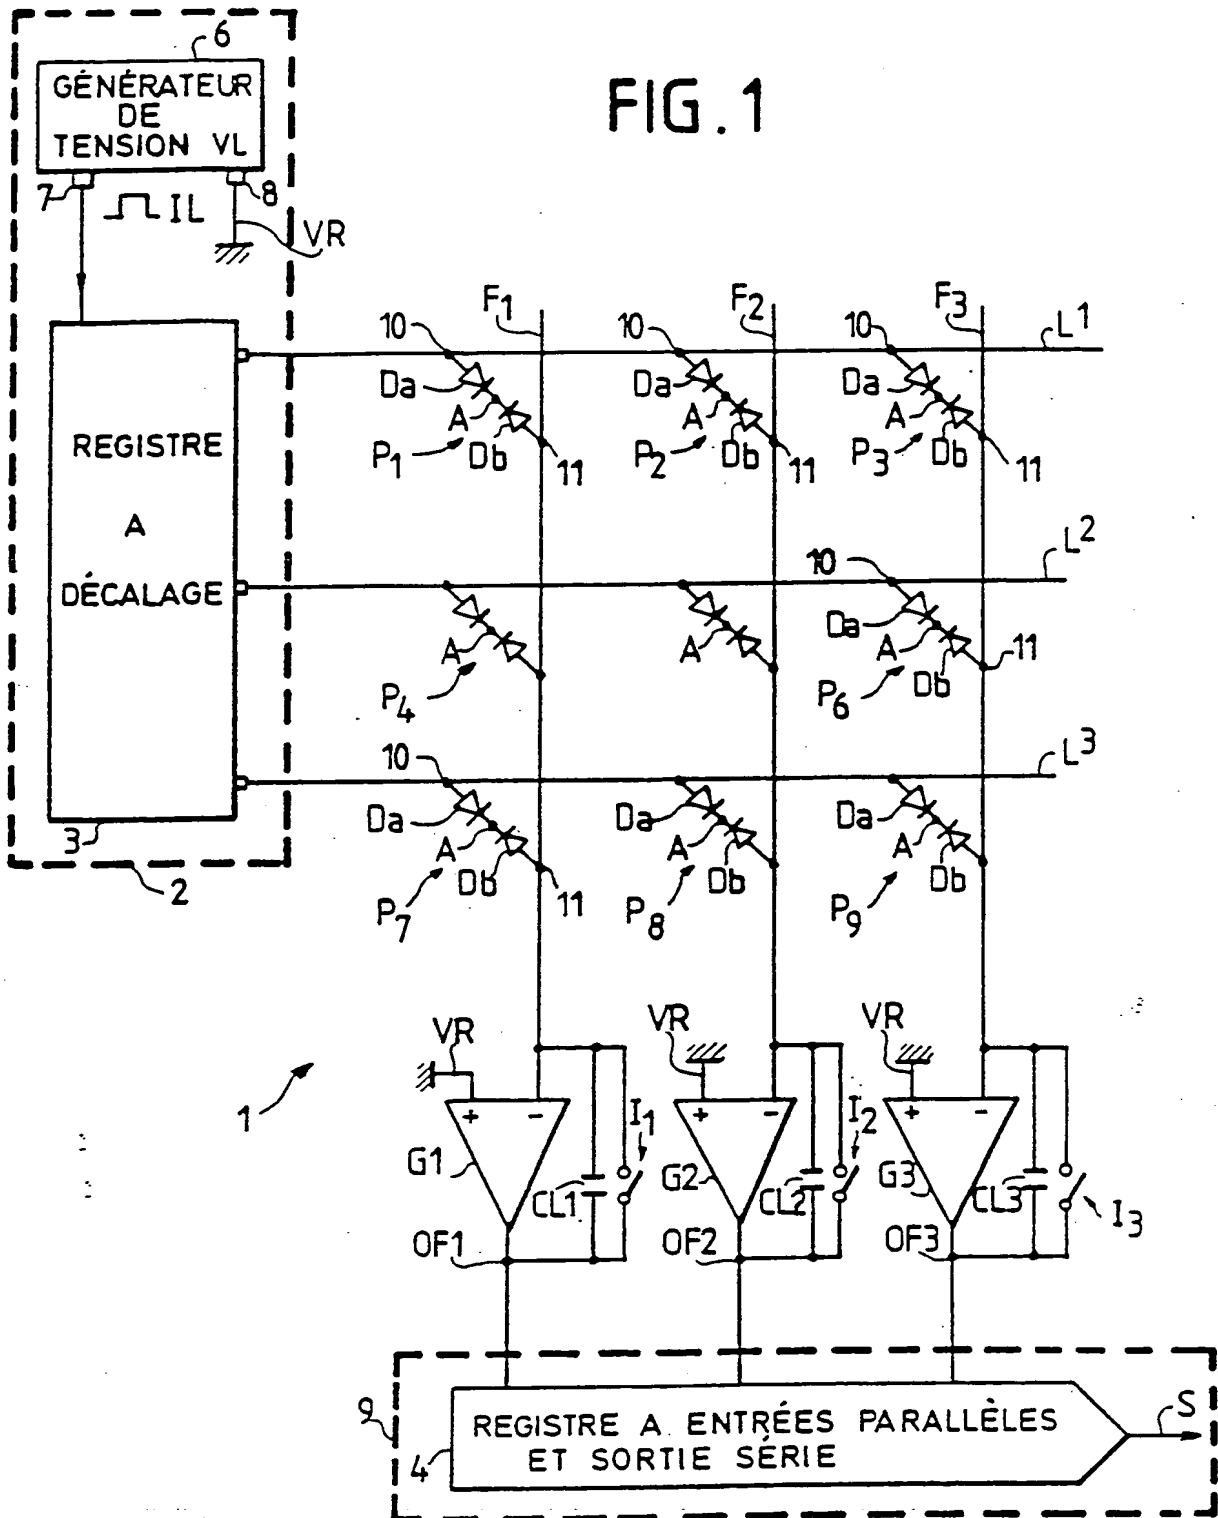 FIG. 1
6
GÉNÉRATEUR
DE
TENSION VL
7
IL
8
VR
REGISTRE
A
DÉCALAGE
3
2
F1
F2
F3
10
10
10
L1
Da
Da
Da
A
A
A
P1
Db
11
P2
Db
11
P3
Db
11
10
L2
Da
A
A
A
11
P4
P6
Db
10
L3
Da
Da
Da
A
A
A
P7
Db
11
P8
Db
P9
Db
VR
VR
VR
1
+ −
I1
+ −
I2
+ −
G1
CL1
G2
CL2
G3
CL3
I3
OF1
OF2
OF3
9
4
REGISTRE A ENTRÉES PARALLÈLES
ET SORTIE SÉRIE
S